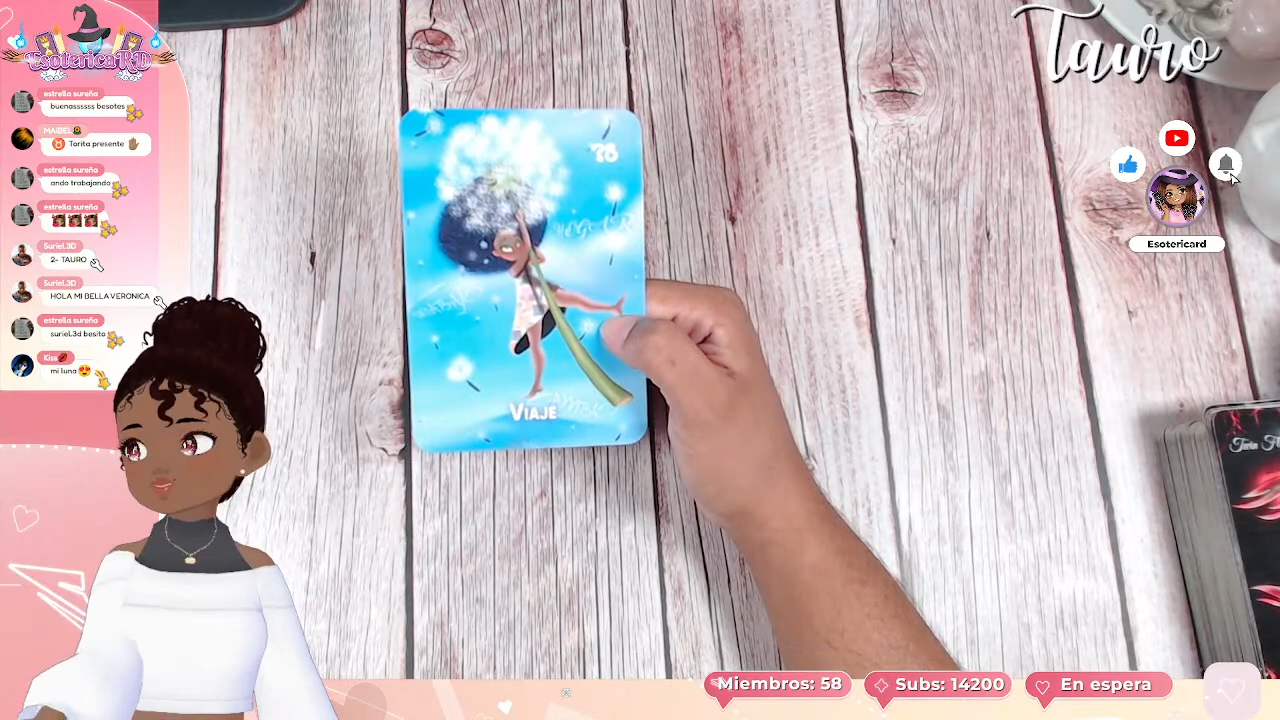 EsotericaRD
estrella sureña
buenassssss besotes
MAIBEL
Torita presente
estrella sureña
ando trabajando
estrella sureña
Suriel.3D
2- TAURO
Suriel.3D
HOLA MI BELLA VERONICA
estrella sureña
suriel.3d besito
Kiss
mi luna
Tauro
Esotericard
VIAJE
Twin
Miembros: 58
Subs: 14200
En espera